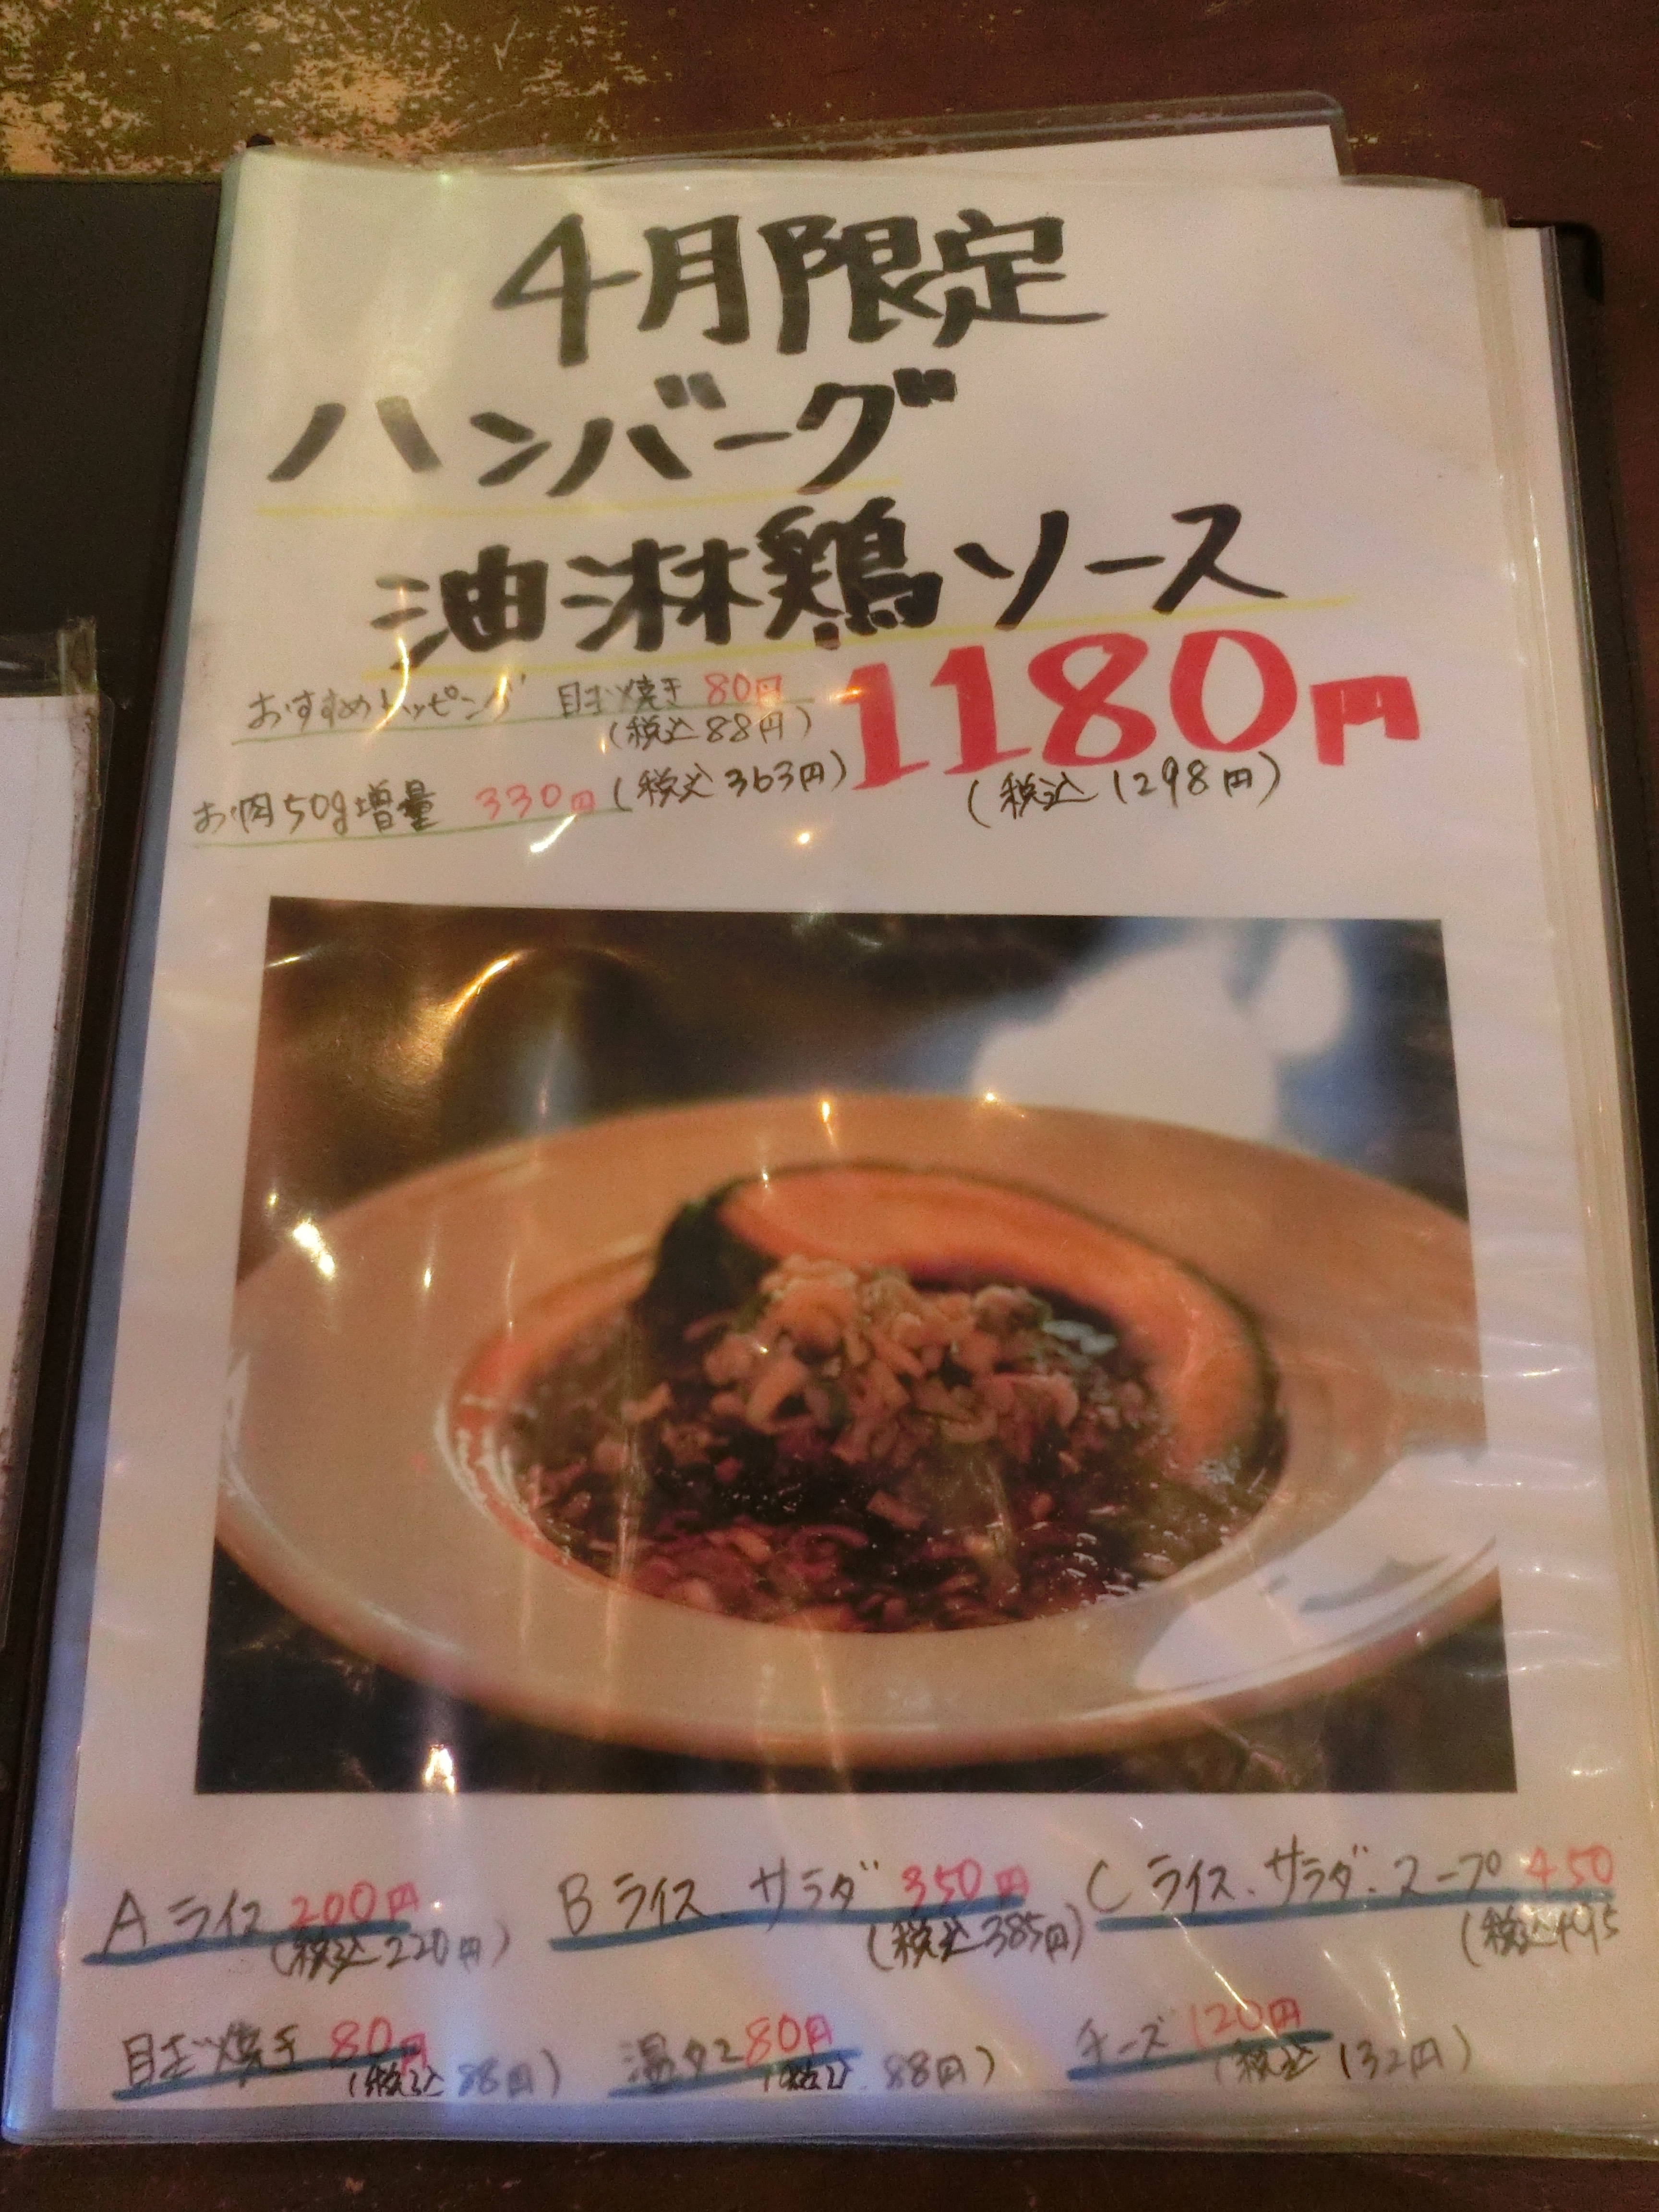 4月限定
ハンバーグ
油淋鶏ソース
1180円
(税込1298円)
おすすめトッピング 目玉焼き 80円
(税込88円)
お肉50g増量 330円 (税込363円)
A ライス 200円
(税込220円)
B ライス、サラダ 350円
(税込385円)
C ライス、サラダ、スープ 450
(税込495
目玉焼き 80円
(税込 88円)
温タマ 80円
(税込 88円)
チーズ 120円
(税込 132円)